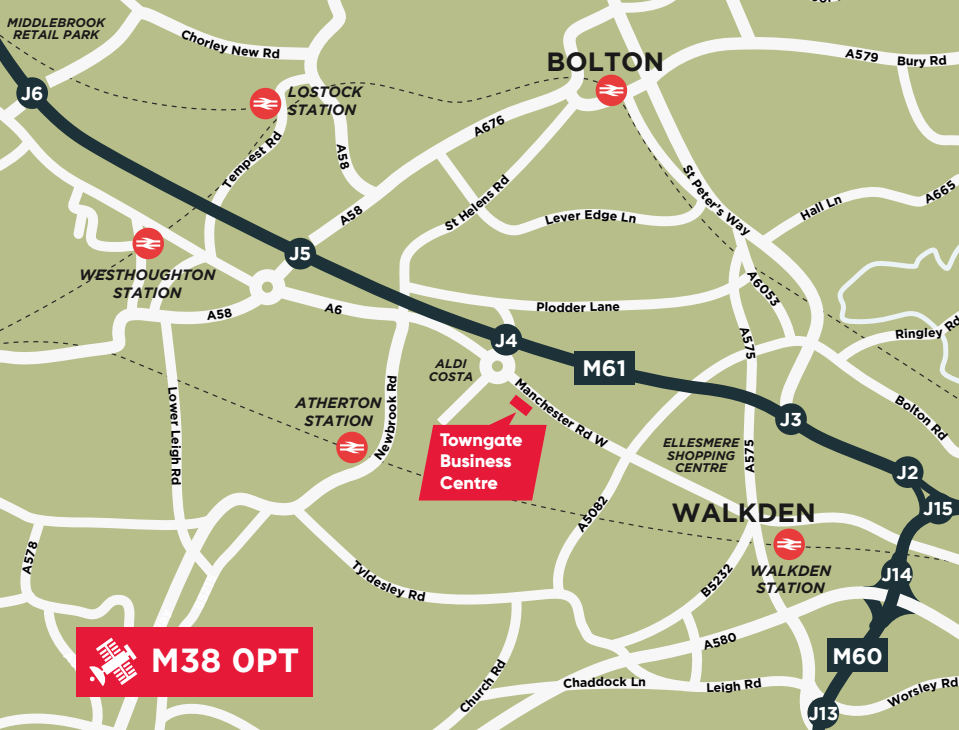 MIDDLEBROOK
RETAIL PARK
Chorley New Rd
BOLTON
A579
Bury Rd
J6
LOSTOCK
STATION
A676
Tempest Rd
A58
St Peter's Way
A58
St Helens Rd
Lever Edge Ln
Hall Ln
A665
J5
WESTHOUGHTON
STATION
A6053
A58
A6
Plodder Lane
Ringley Rd
J4
A575
M61
ALDI
COSTA
Lower Leigh Rd
Newbrook Rd
Manchester Rd W
ATHERTON
STATION
Bolton Rd
J3
Towngate
Business
Centre
ELLESMERE
SHOPPING
CENTRE
A575
J2
J15
A5082
WALKDEN
A578
J14
Tyldesley Rd
B5232
WALKDEN
STATION
A580
M38 0PT
M60
Church Rd
Chaddock Ln
Leigh Rd
Worsley Rd
J13